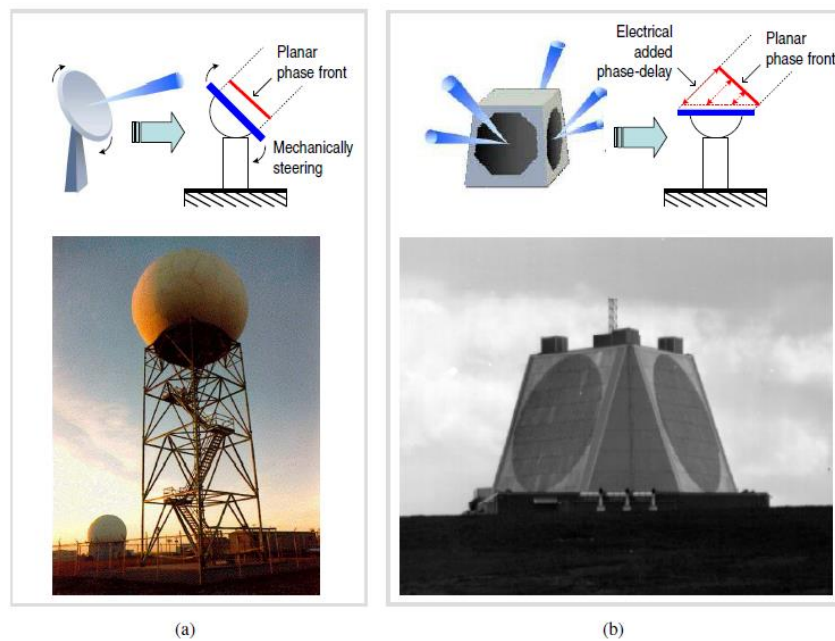 Planar
phase front
Mechanically
steering
Electrical
added
phase-delay
Planar
phase front
(a)
(b)